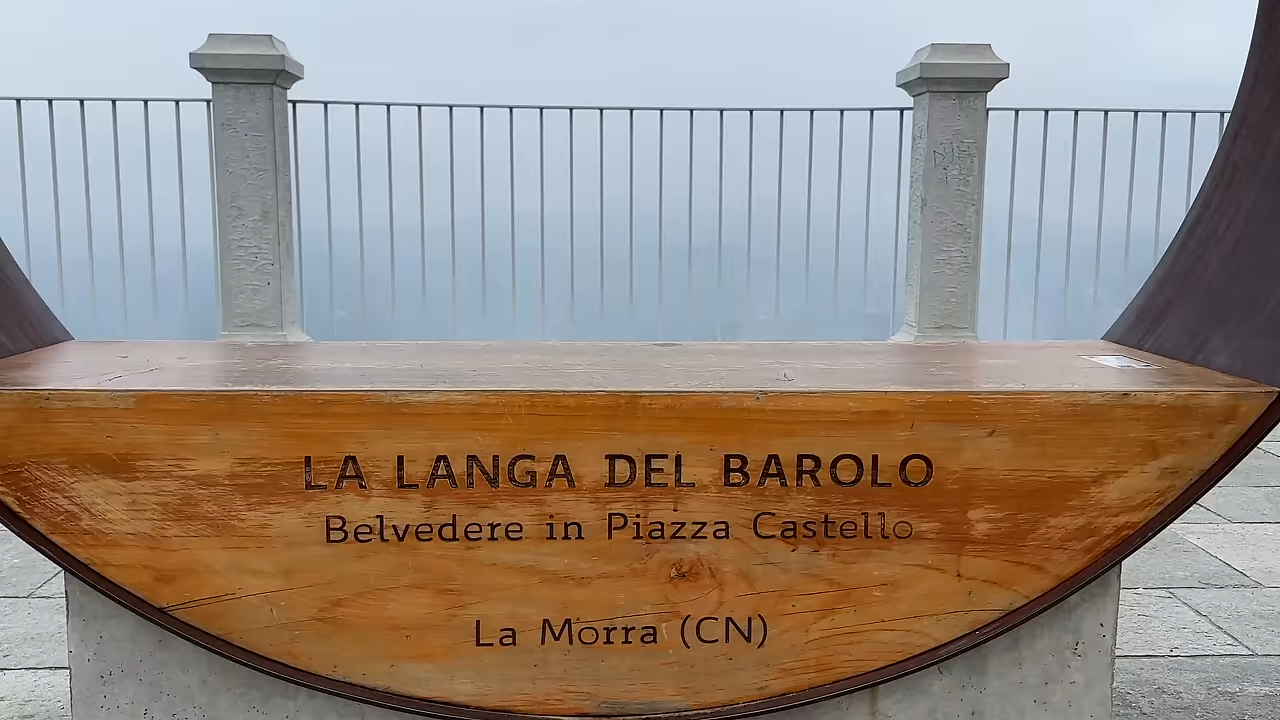 LA LANGA DEL BAROLO
Belvedere in Piazza Castello
La Morra (CN)